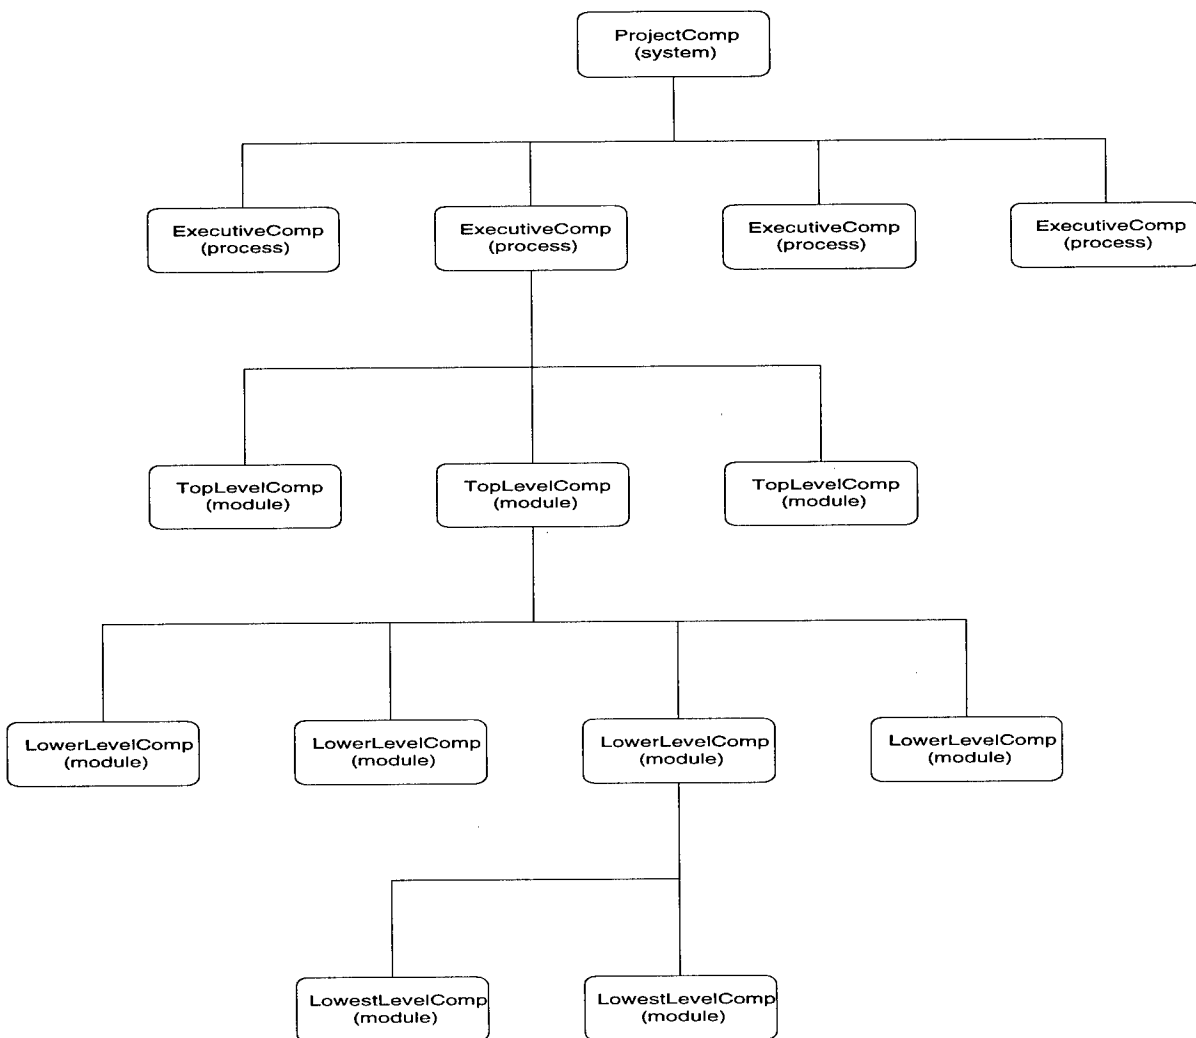 ProjectComp
(system)
ExecutiveComp
(process)
ExecutiveComp
(process)
ExecutiveComp
(process)
ExecutiveComp
(process)
TopLevelComp
(module)
TopLevelComp
(module)
TopLevelComp
(module)
LowerLevelComp
(module)
LowerLevelComp
(module)
LowerLevelComp
(module)
LowerLevelComp
(module)
LowestLevelComp
(module)
LowestLevelComp
(module)